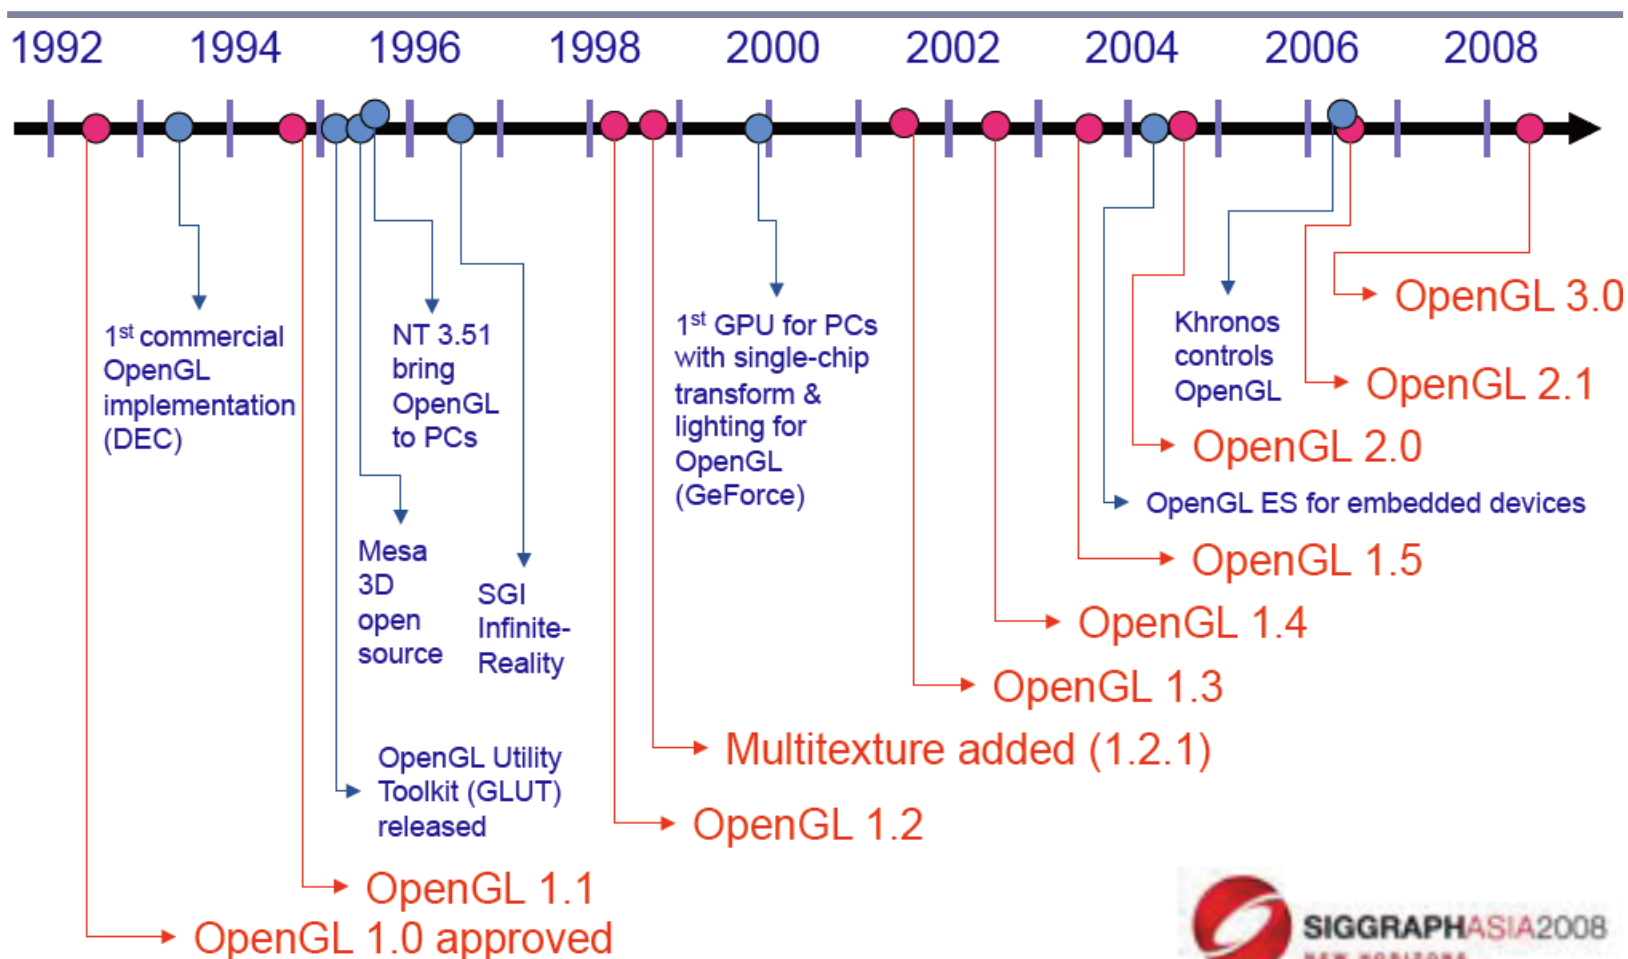 1992 1994 1996 1998 2000 2002 2004 2006 2008
1st commercial
OpenGL
implementation
(DEC)
NT 3.51
bring
OpenGL
to PCs
Mesa
3D
open
source
SGI
Infinite-
Reality
OpenGL Utility
Toolkit (GLUT)
released
1st GPU for PCs
with single-chip
transform &
lighting for
OpenGL
(GeForce)
Khronos
controls
OpenGL
OpenGL 3.0
OpenGL 2.1
OpenGL 2.0
OpenGL ES for embedded devices
OpenGL 1.5
OpenGL 1.4
OpenGL 1.3
Multitexture added (1.2.1)
OpenGL 1.2
OpenGL 1.1
OpenGL 1.0 approved
SIGGRAPHASIA2008
NEW HORIZONS